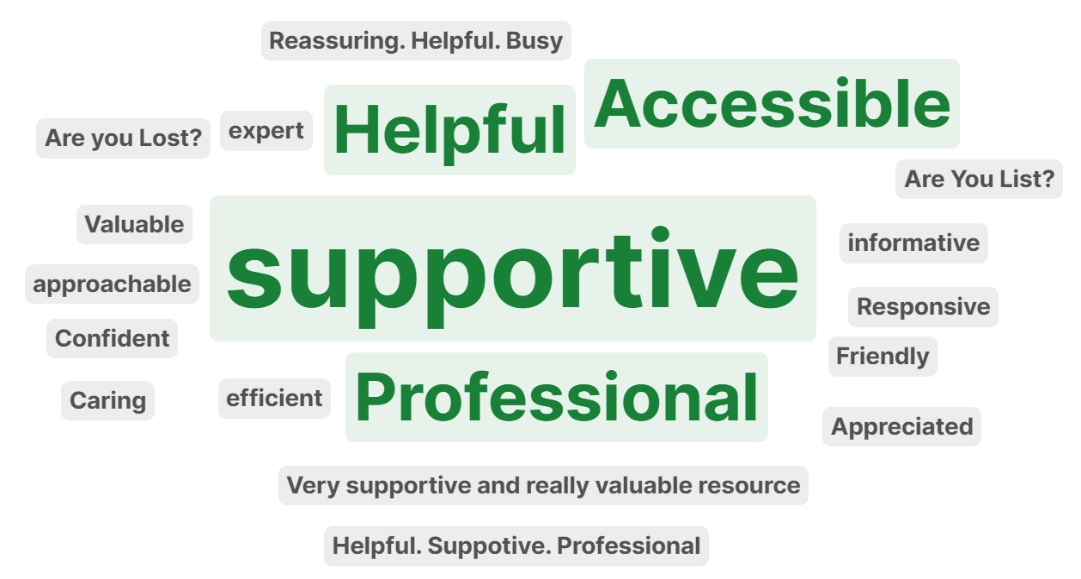 Reassuring. Helpful. Busy
Accessible
Helpful
expert
Are you Lost?
Are You List?
Valuable
supportive
informative
approachable
Responsive
Confident
Friendly
Caring
efficient
Professional
Appreciated
Very supportive and really valuable resource
Helpful. Suppotive. Professional